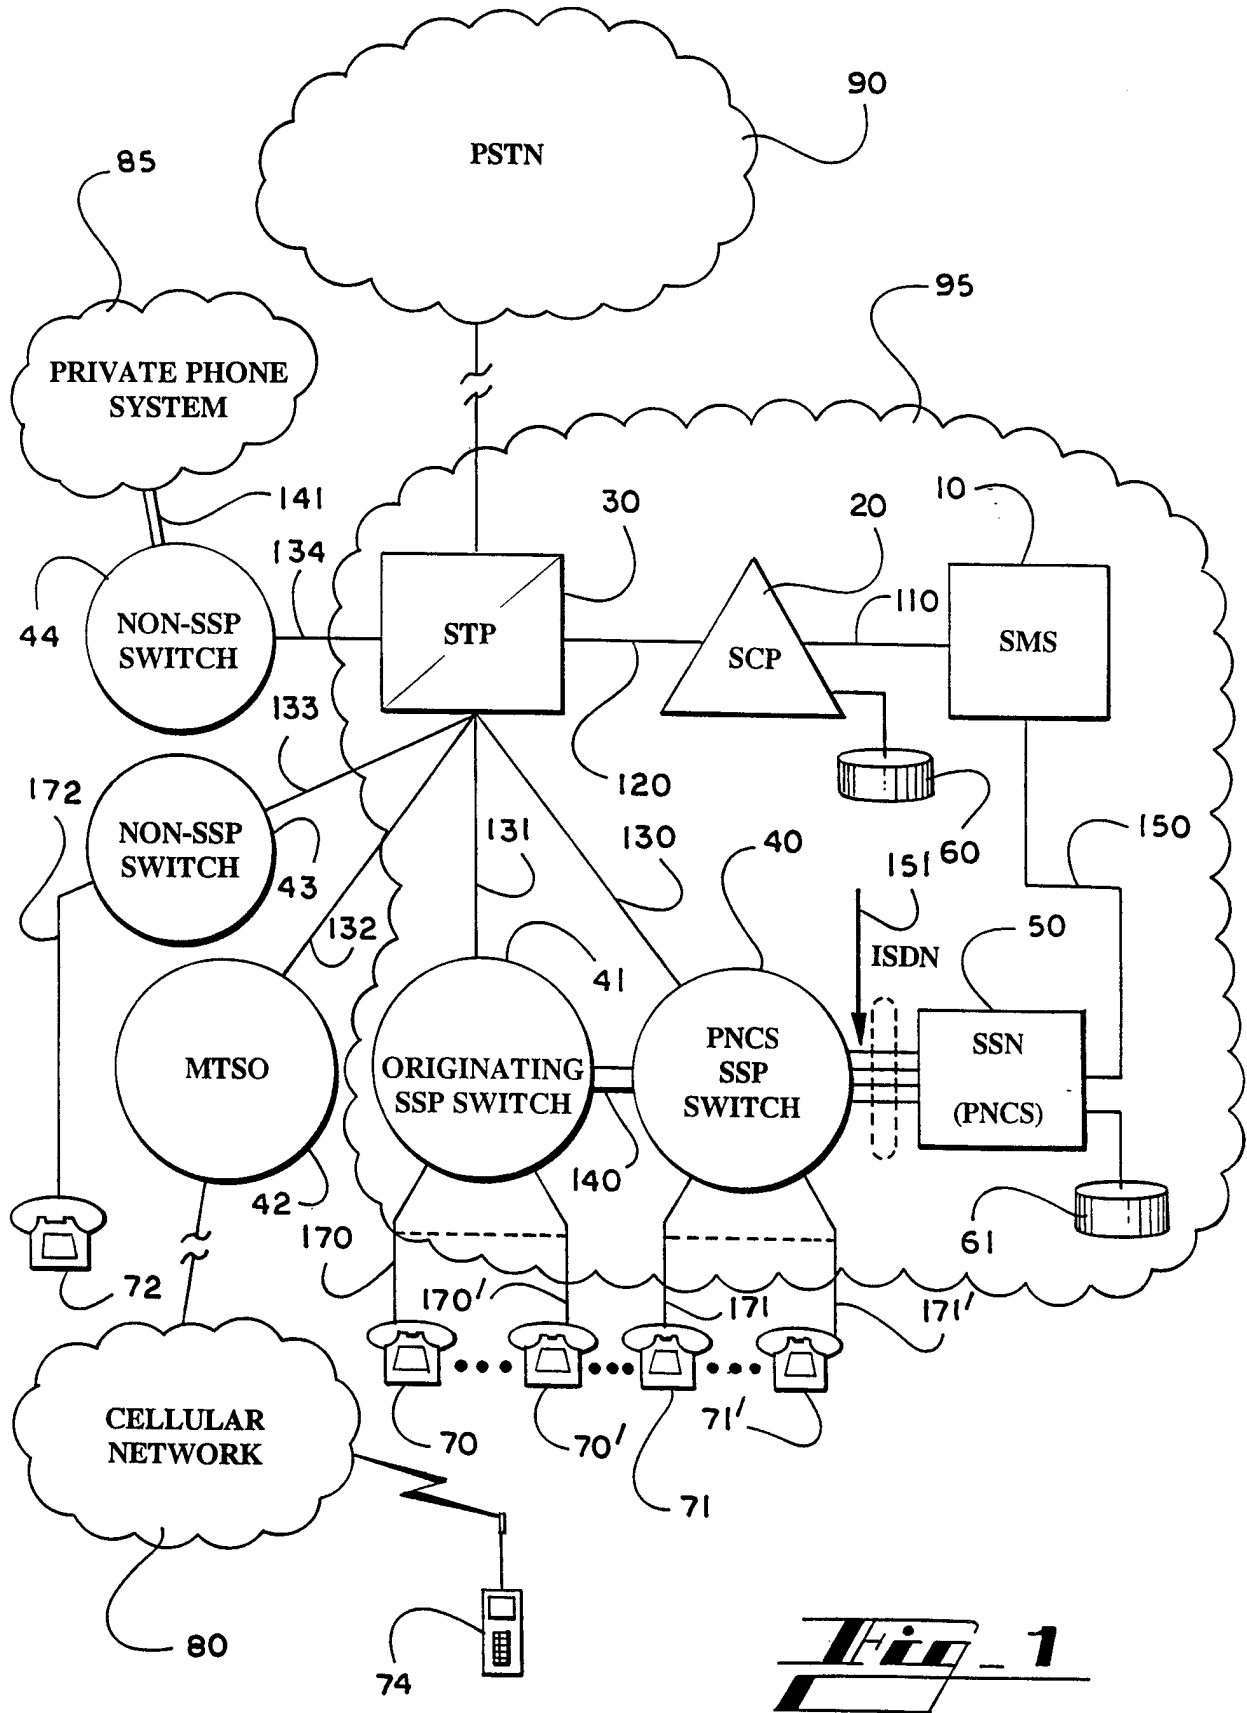 90
PSTN
85
95
PRIVATE PHONE
SYSTEM
141
30
20
10
134
110
44
NON-SSP
SWITCH
STP
SCP
SMS
133
120
172
60
NON-SSP
SWITCH
43
131
130
40
151
150
132
41
ISDN
50
MTSO
ORIGINATING
SSP SWITCH
PNCS
SSP
SWITCH
SSN
(PNCS)
140
42
170
61
72
170'
171
171'
70
70'
71
71'
CELLULAR
NETWORK
80
74
Fig_1